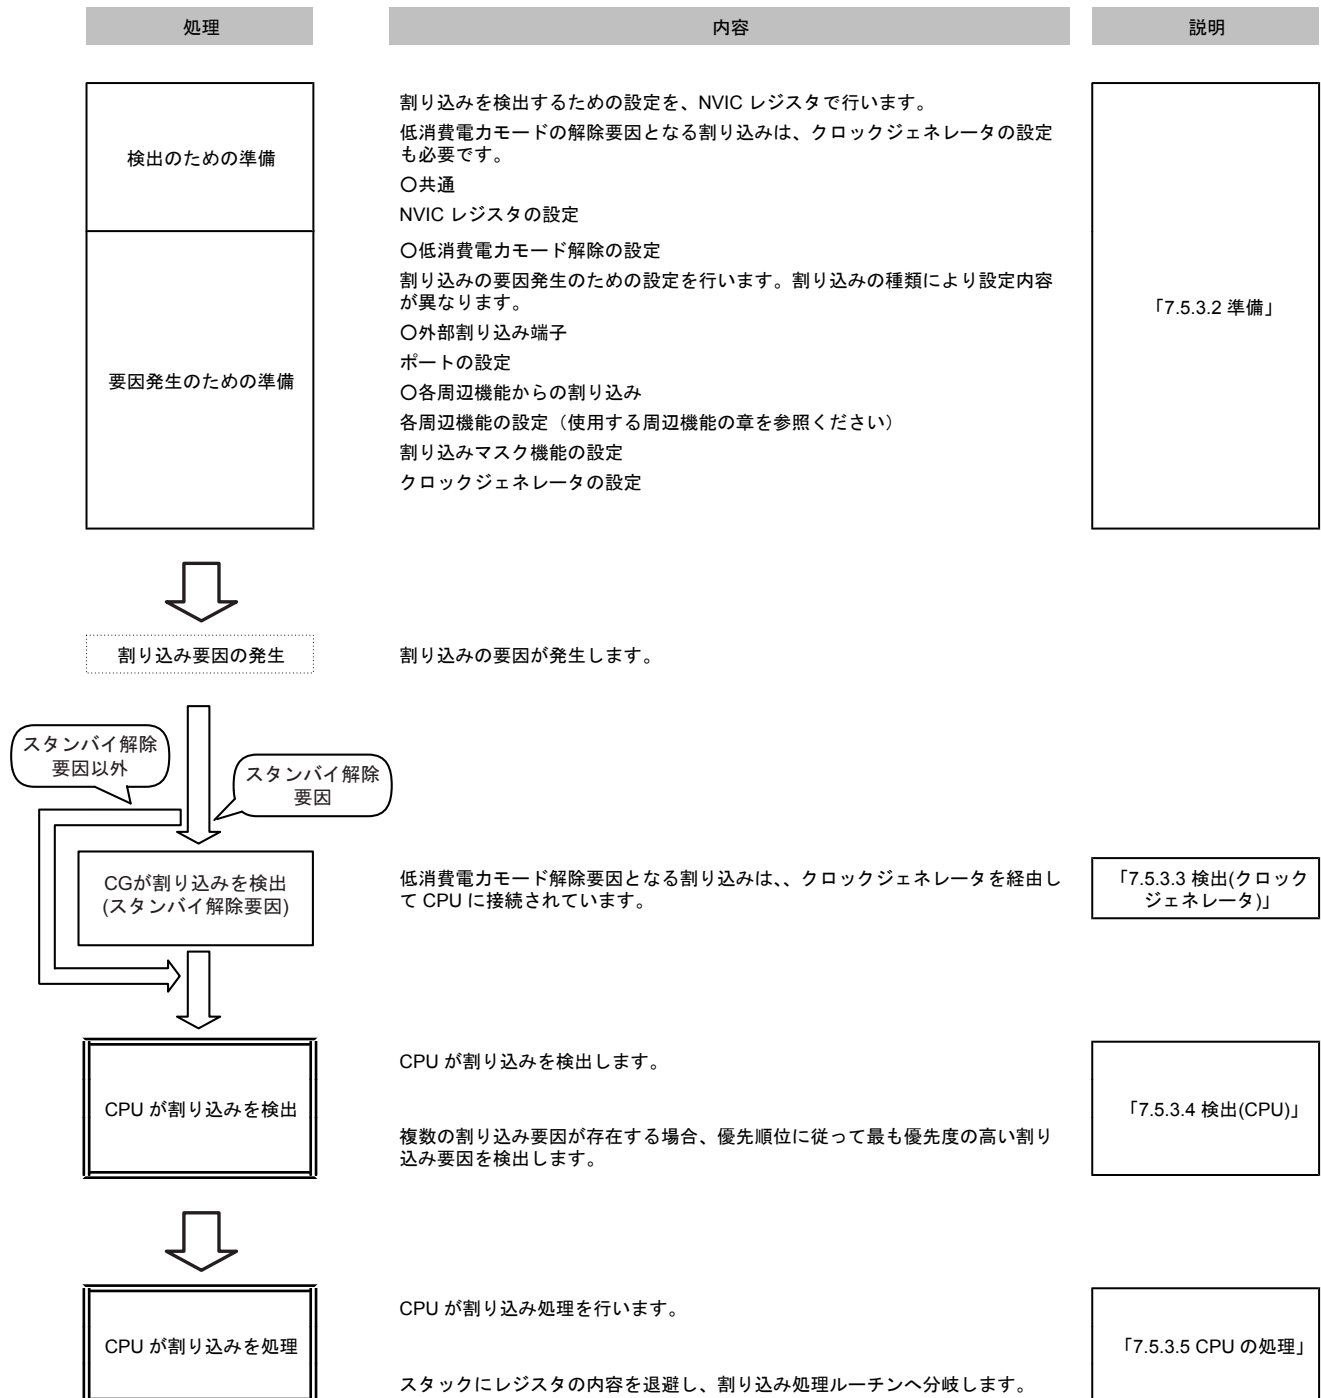 処理
内容
説明
検出のための準備
割り込みを検出するための設定を、NVIC レジスタで行います。
低消費電力モードの解除要因となる割り込みは、クロックジェネレータの設定
も必要です。
〇共通
NVIC レジスタの設定
要因発生のための準備
〇低消費電力モード解除の設定
割り込みの要因発生のための設定を行います。割り込みの種類により設定内容
が異なります。
〇外部割り込み端子
ポートの設定
〇各周辺機能からの割り込み
各周辺機能の設定（使用する周辺機能の章を参照ください）
割り込みマスク機能の設定
クロックジェネレータの設定
「7.5.3.2 準備」
割り込み要因の発生
割り込みの要因が発生します。
スタンバイ解除
要因以外
スタンバイ解除
要因
CGが割り込みを検出
(スタンバイ解除要因)
低消費電力モード解除要因となる割り込みは、、クロックジェネレータを経由し
て CPU に接続されています。
「7.5.3.3 検出(クロック
ジェネレータ)」
CPU が割り込みを検出
CPU が割り込みを検出します。
複数の割り込み要因が存在する場合、優先順位に従って最も優先度の高い割り
込み要因を検出します。
「7.5.3.4 検出(CPU)」
CPU が割り込みを処理
CPU が割り込み処理を行います。
スタックにレジスタの内容を退避し、割り込み処理ルーチンへ分岐します。
「7.5.3.5 CPU の処理」